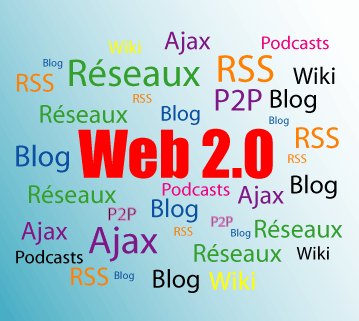 Wiki Ajax Podcasts
Blog Réseaux RSS
RSS Wiki
RSS P2P Blog
Réseaux Blog Blog
Blog Web 2.0 RSS
RSS
Réseaux Podcasts Ajax Blog
P2P Blog P2P
Ajax Ajax RSS Blog Réseaux
Podcasts Réseaux Wiki
RSS Blog Blog Wiki